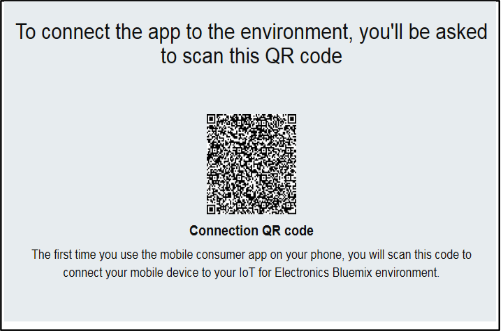 To connect the app to the environment, you'll be asked
to scan this QR code
Connection QR code
The first time you use the mobile consumer app on your phone, you will scan this code to
connect your mobile device to your IoT for Electronics Bluemix environment.